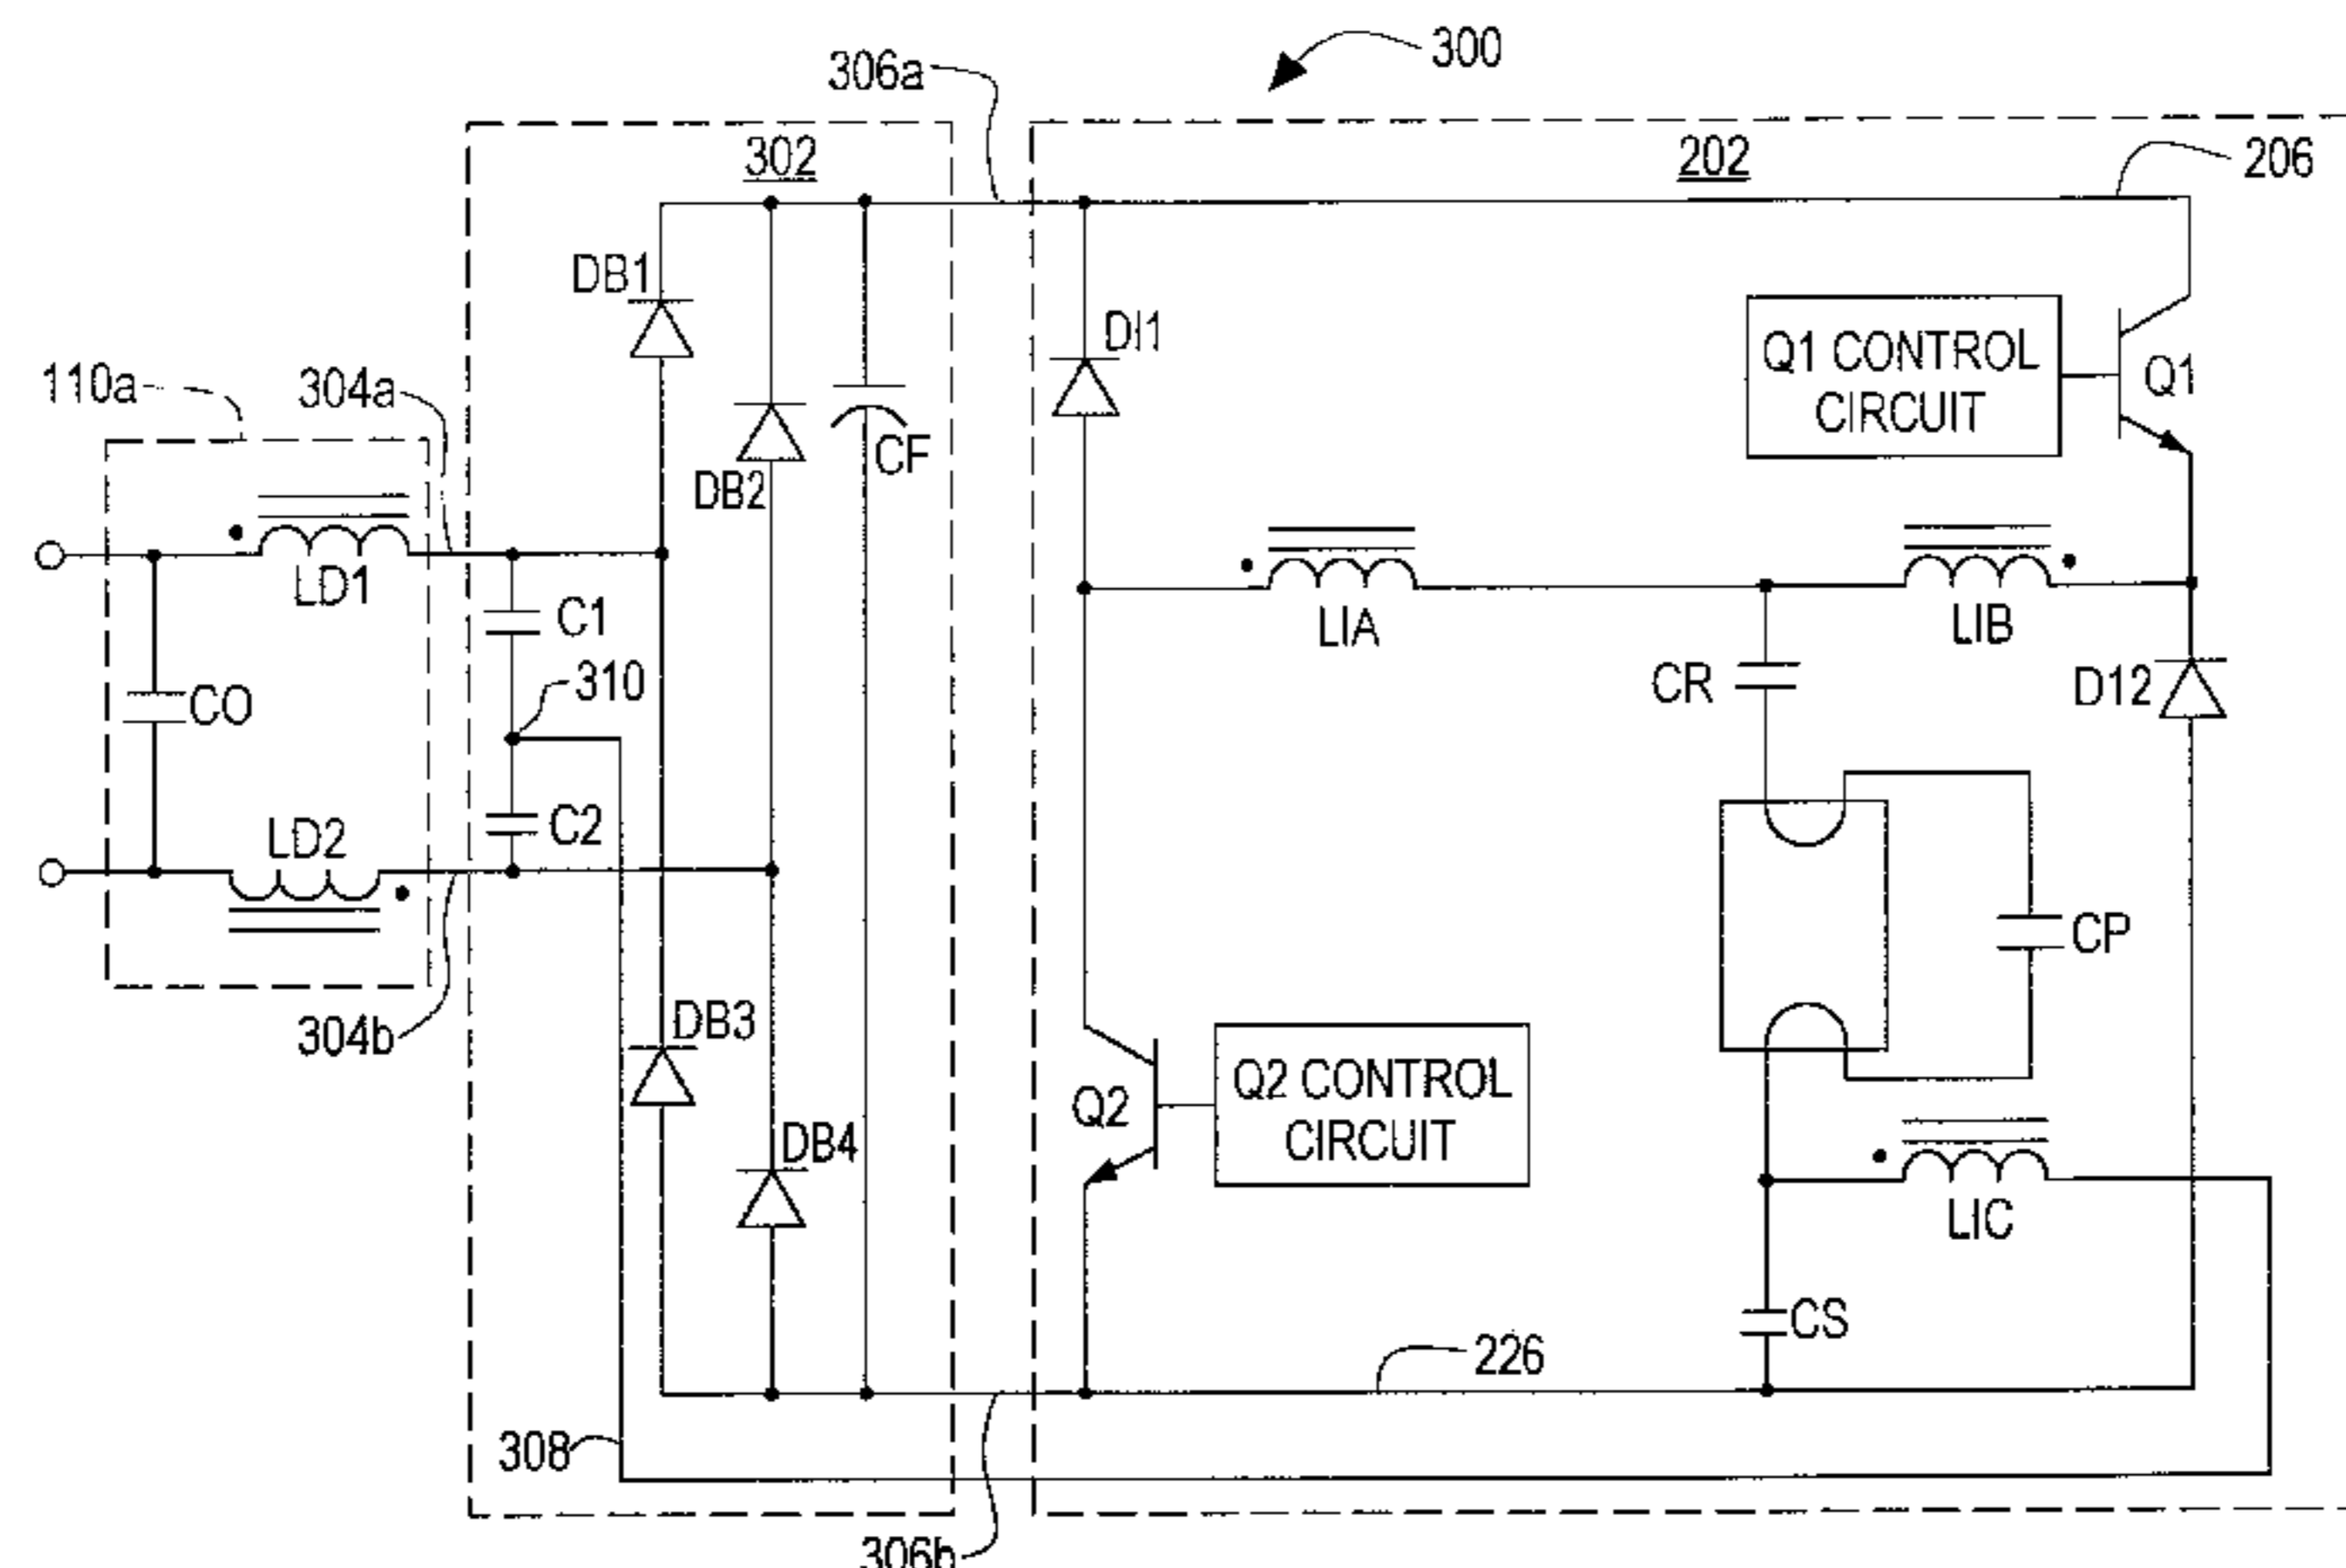 300
306a
302
202
206
DB1
DI1
Q1 CONTROL
CIRCUIT
Q1
110a
304a
CF
DB2
LD1
C1
LIA
LIB
310
CR
D12
CO
LD2
C2
CP
304b
DB3
Q2
Q2 CONTROL
CIRCUIT
DB4
LIC
CS
226
308
306b